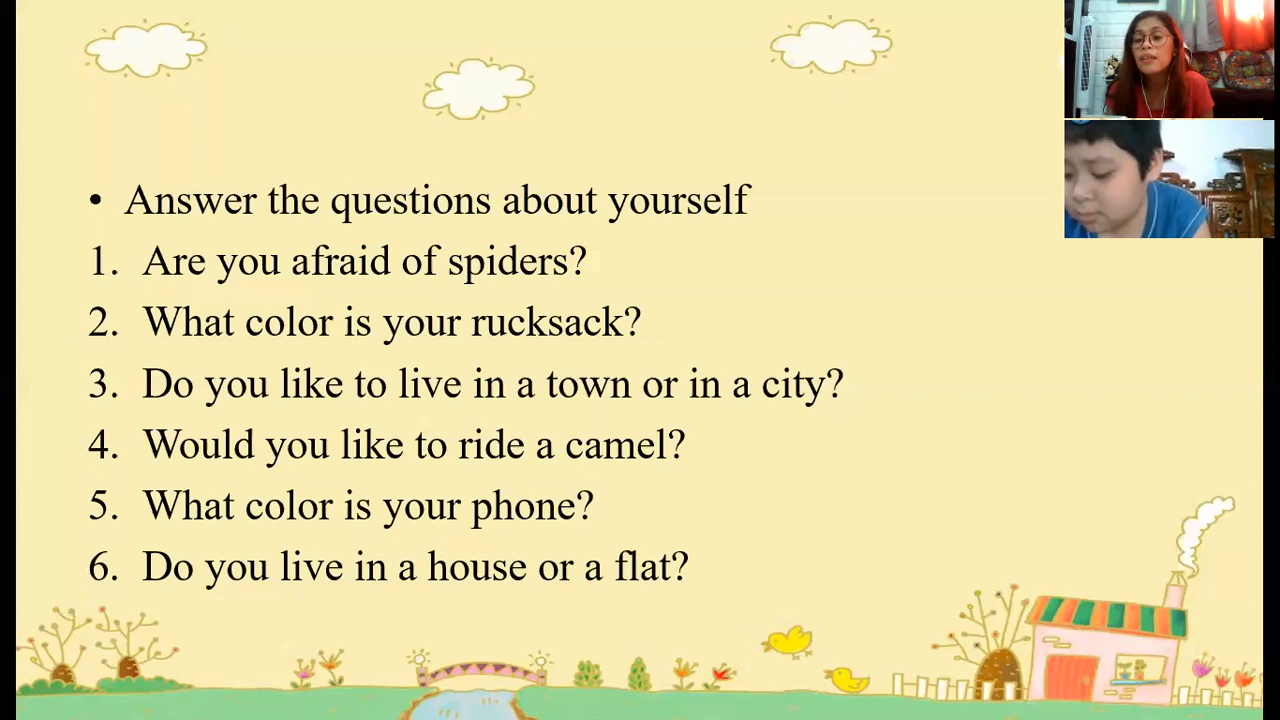 • Answer the questions about yourself
1. Are you afraid of spiders?
2. What color is your rucksack?
3. Do you like to live in a town or in a city?
4. Would you like to ride a camel?
5. What color is your phone?
6. Do you live in a house or a flat?